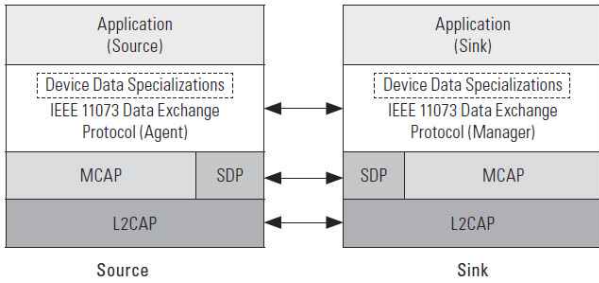 Application
(Source)
Device Data Specializations
IEEE 11073 Data Exchange
Protocol (Agent)
MCAP
SDP
L2CAP
Source
Application
(Sink)
Device Data Specializations
IEEE 11073 Data Exchange
Protocol (Manager)
SDP
MCAP
L2CAP
Sink